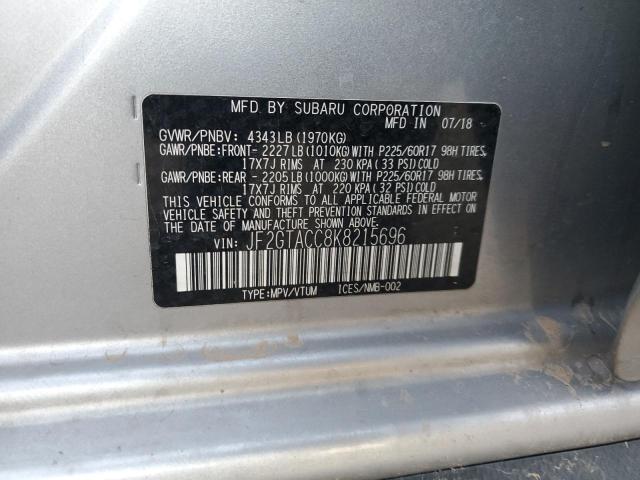 MFD. BY SUBARU CORPORATION
MFD IN 07/18
GVWR/PNBV: 4343LB (1970KG)
GAWR/PNBE:FRONT- 2227LB (1010KG) WITH P225/60R17 98H TIRES,
17X7J RIMS AT 230 KPA (33 PSI) COLD
GAWR/PNBE:REAR - 2205LB (1000KG) WITH P225/60R17 98H TIRES,
17X7J RIMS AT 220 KPA (32 PSI) COLD
THIS VEHICLE CONFORMS TO ALL APPLICABLE FEDERAL MOTOR
VEHICLE SAFETY AND THEFT PREVENTION STANDARDS IN EFFECT ON
THE DATE OF MANUFACTURE SHOWN ABOVE.
VIN: JF2GTACC8K8215696
TYPE:MPV/VTUM ICES/NMB-002